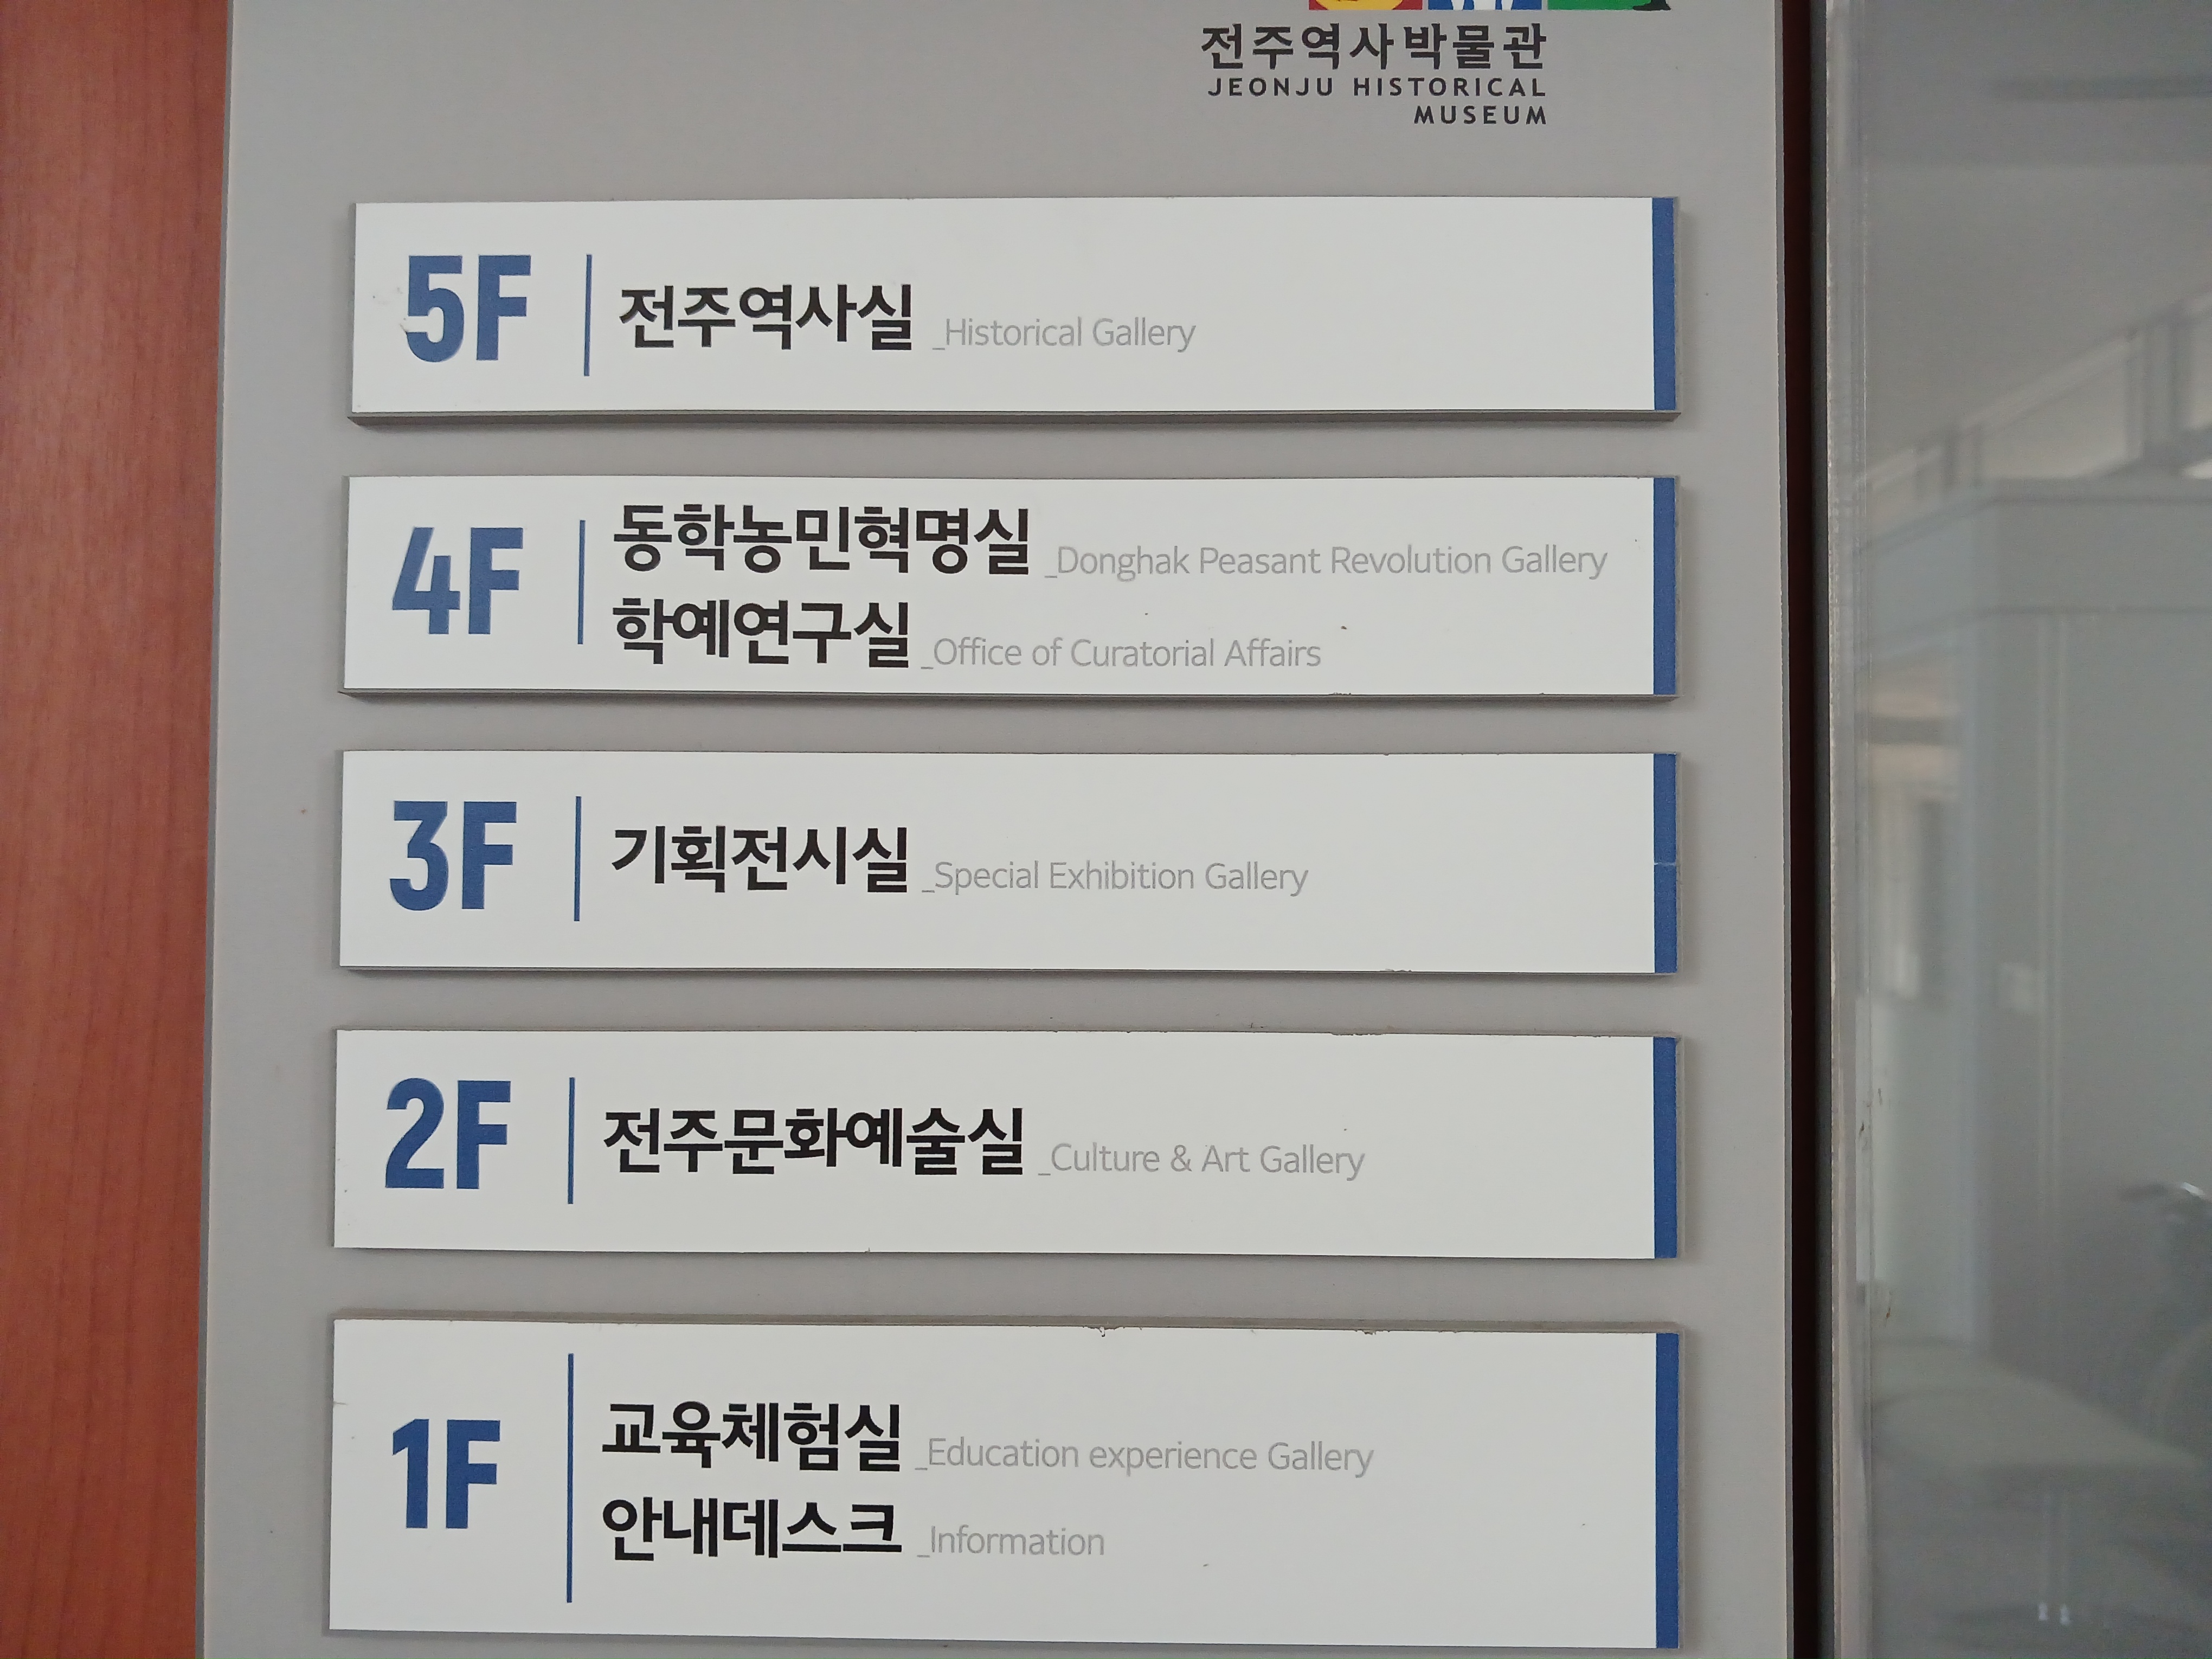 전주역사박물관
JEONJU HISTORICAL
MUSEUM
5F 전주역사실 _Historical Gallery
4F 동학농민혁명실 _Donghak Peasant Revolution Gallery
학예연구실 _Office of Curatorial Affairs
3F 기획전시실 _Special Exhibition Gallery
2F 전주문화예술실 _Culture & Art Gallery
1F 교육체험실 _Education experience Gallery
안내데스크 _Information